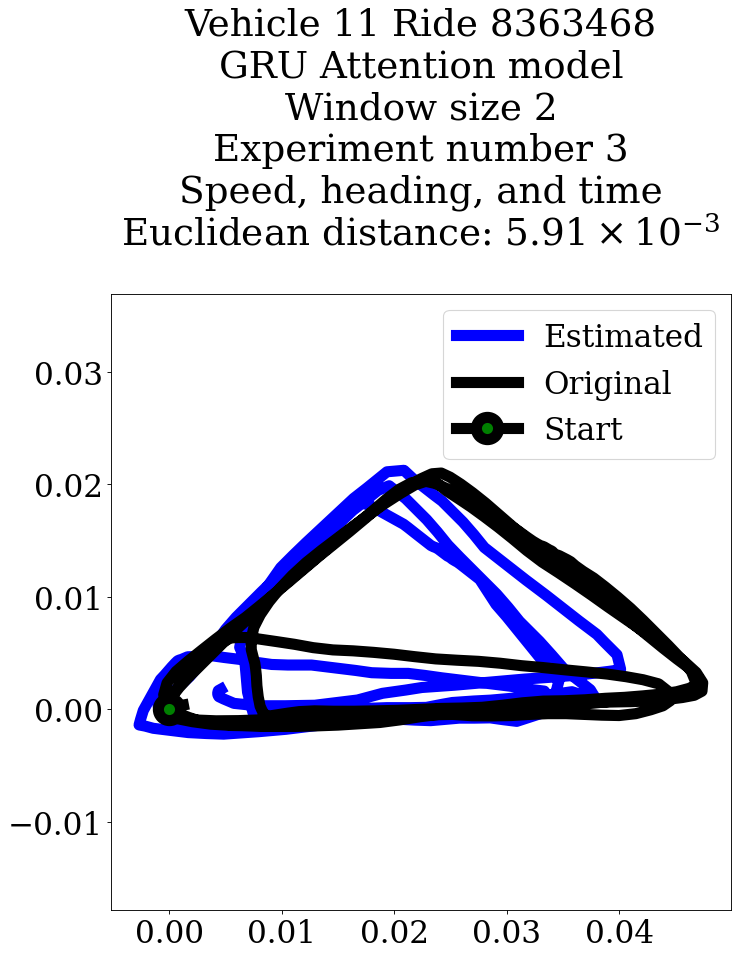 Vehicle 11 Ride 8363468
GRU Attention model
Window size 2
Experiment number 3
Speed, heading, and time
Euclidean distance: 5.91 × 10⁻³
Estimated
Original
Start
0.03
0.02
0.01
0.00
−0.01
0.00 0.01 0.02 0.03 0.04